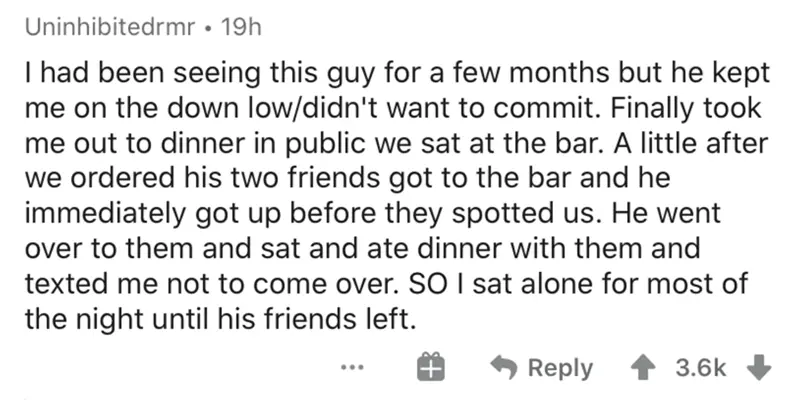 Uninhibitedrmr • 19h
I had been seeing this guy for a few months but he kept
me on the down low/didn't want to commit. Finally took
me out to dinner in public we sat at the bar. A little after
we ordered his two friends got to the bar and he
immediately got up before they spotted us. He went
over to them and sat and ate dinner with them and
texted me not to come over. SO I sat alone for most of
the night until his friends left.
Reply 3.6k